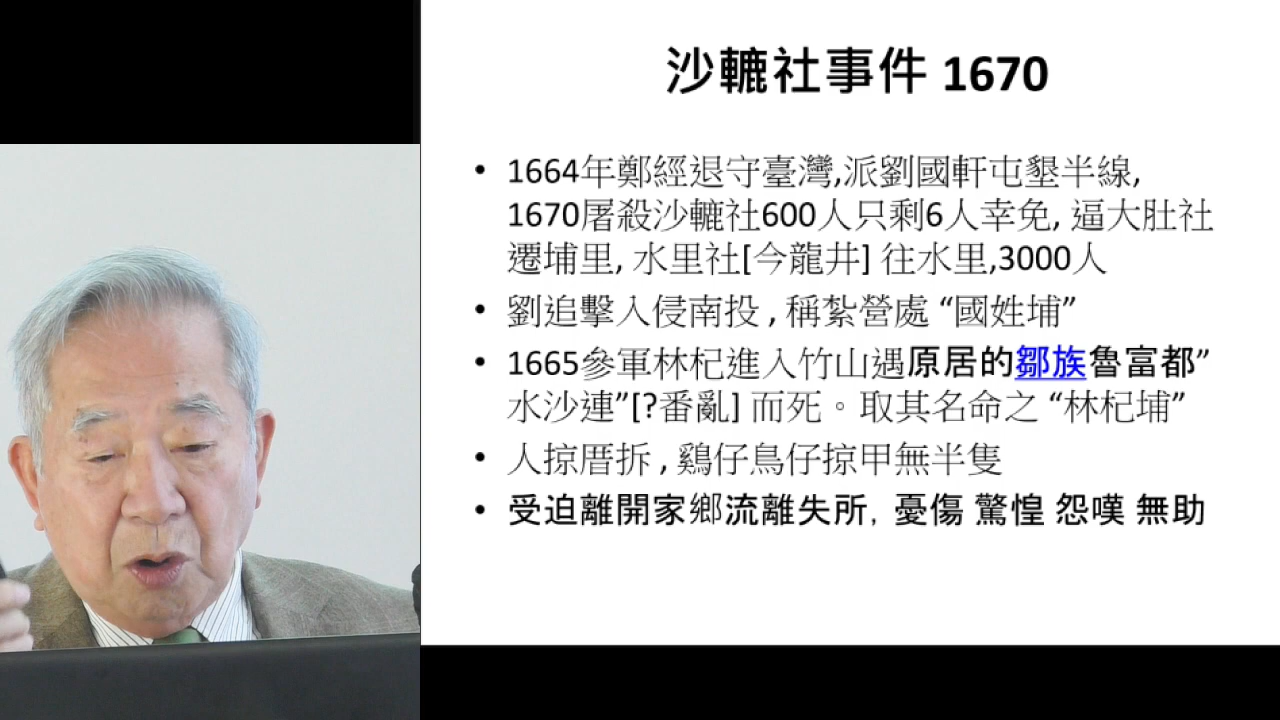 沙轆社事件 1670
• 1664年鄭經退守臺灣,派劉國軒屯墾半線,
1670屠殺沙轆社600人只剩6人幸免, 逼大肚社
遷埔里, 水里社[今龍井] 往水里,3000人
• 劉追擊入侵南投 , 稱紮營處 “國姓埔”
• 1665參軍林杞進入竹山遇原居的鄒族魯富都”
水沙連”[?番亂] 而死。取其名命之 “林杞埔”
• 人掠厝拆 , 鷄仔鳥仔掠甲無半隻
• 受迫離開家鄉流離失所, 憂傷 驚惶 怨嘆 無助